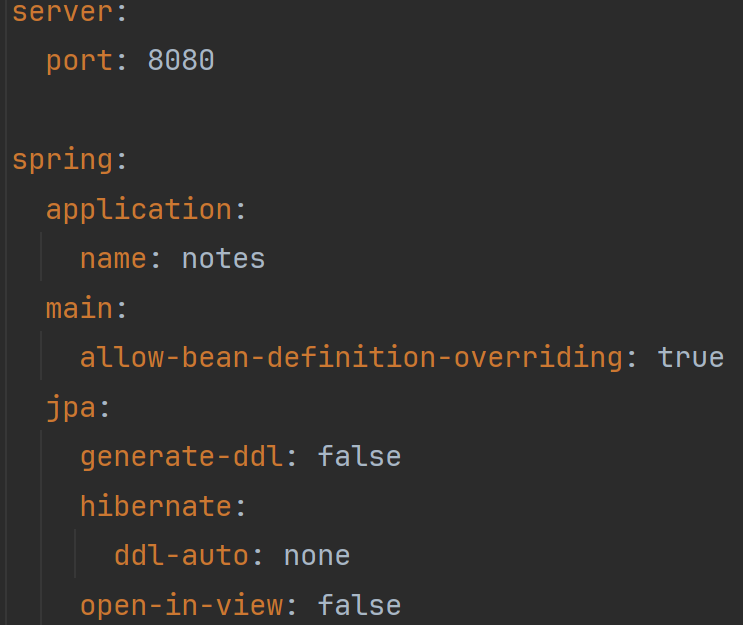 server:
  port: 8080

spring:
  application:
    name: notes
  main:
    allow-bean-definition-overriding: true
  jpa:
    generate-ddl: false
    hibernate:
      ddl-auto: none
    open-in-view: false